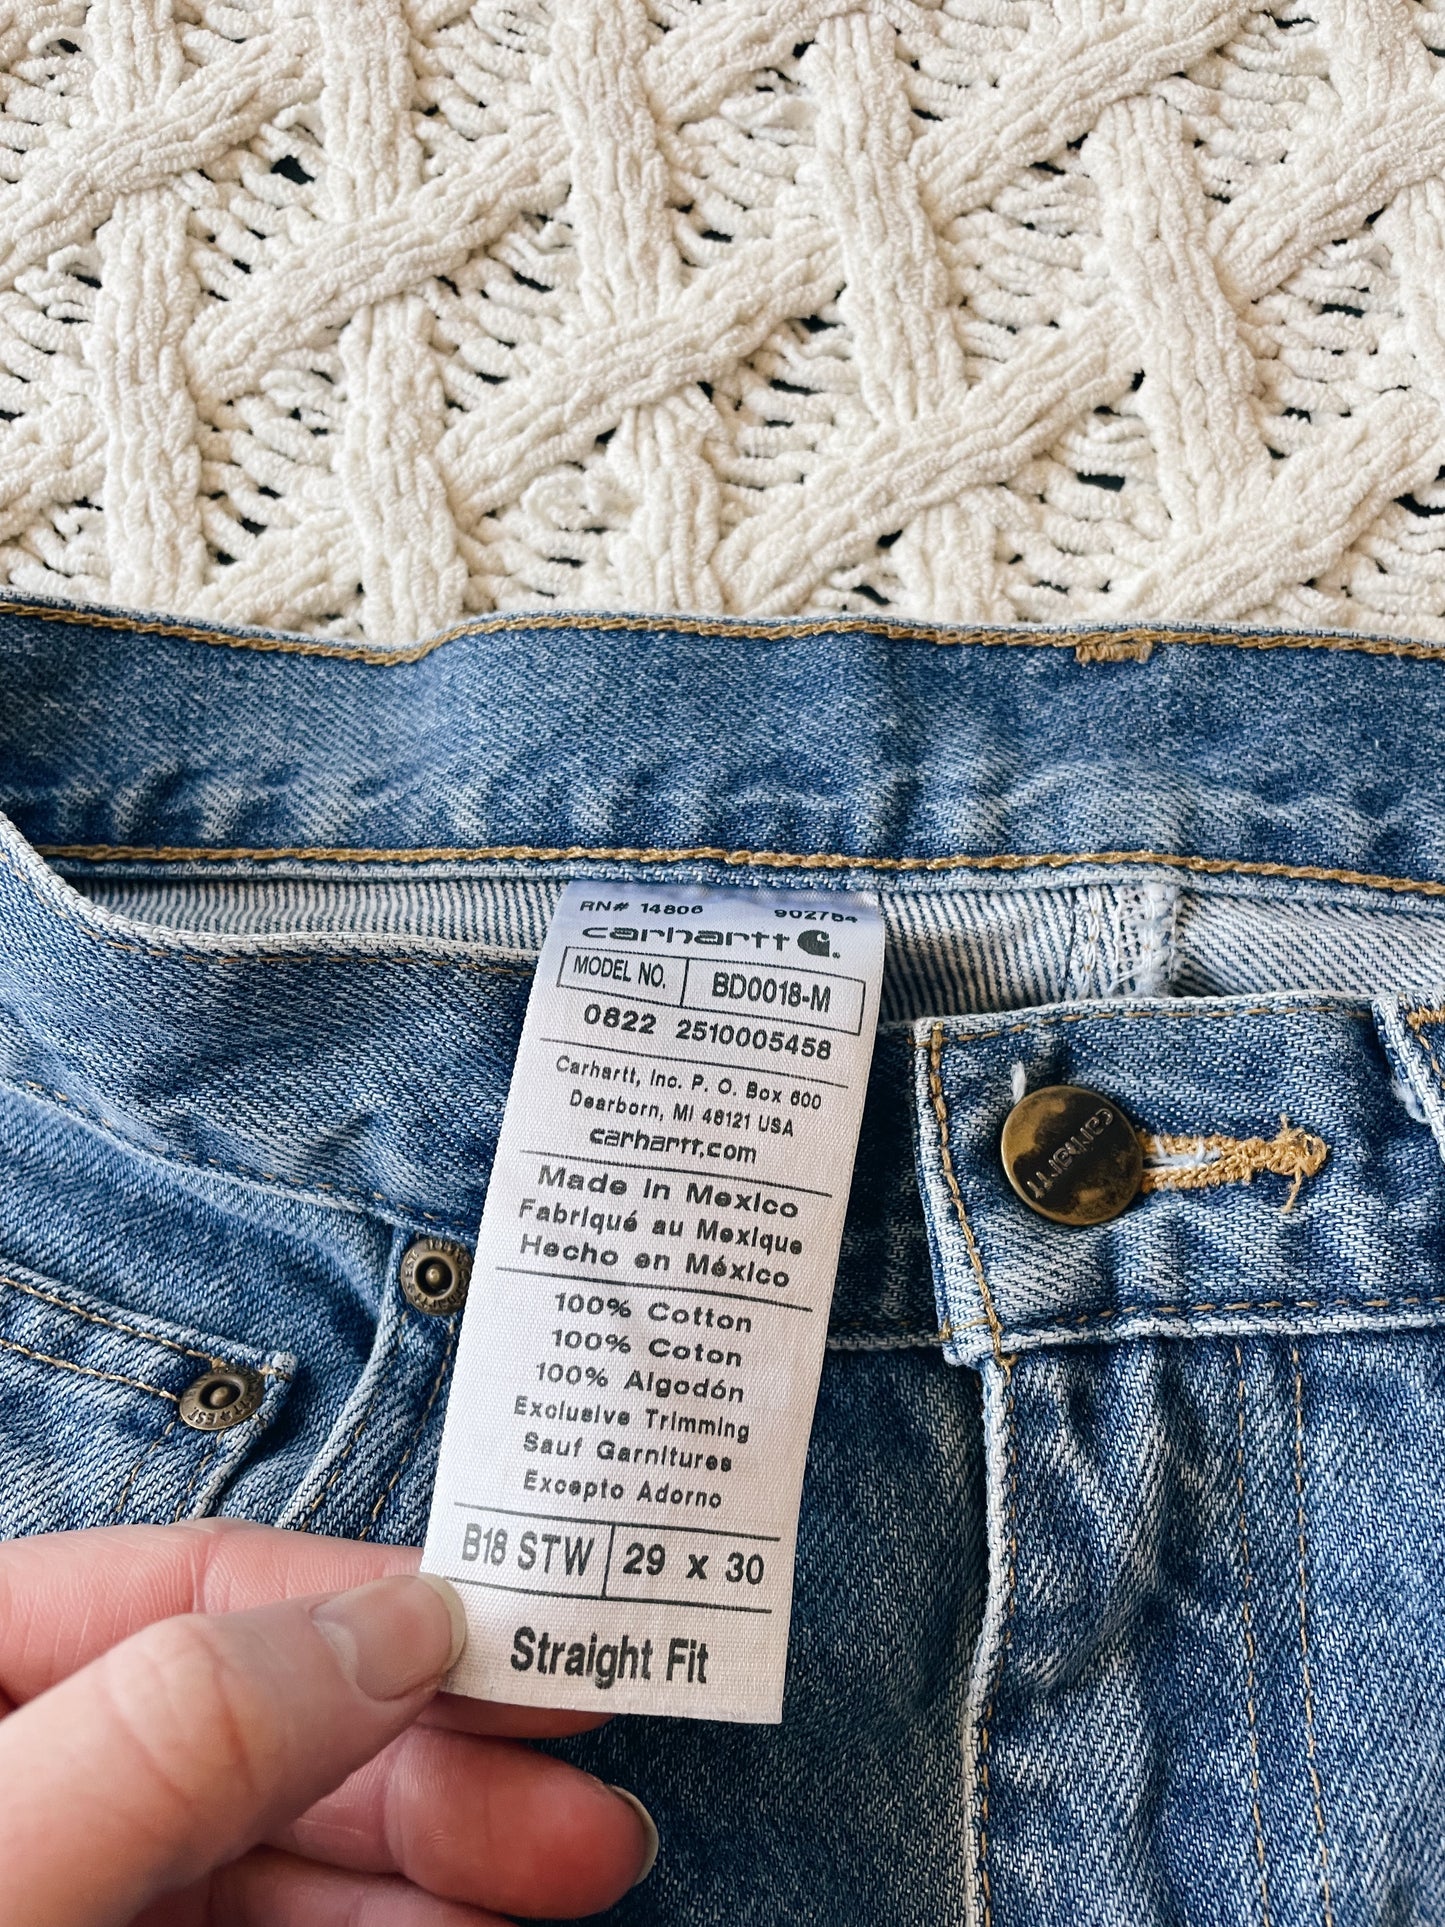 RN# 14806 902764
carhartt
MODEL NO. BD0018-M
0822 2510005458
Carhartt, Inc. P. O. Box 600
Dearborn, MI 48121 USA
carhartt.com
Made in Mexico
Fabriqué au Mexique
Hecho en México
100% Cotton
100% Coton
100% Algodón
Exclusive Trimming
Sauf Garnitures
Excepto Adorno
B18 STW 29 x 30
Straight Fit
carhartt